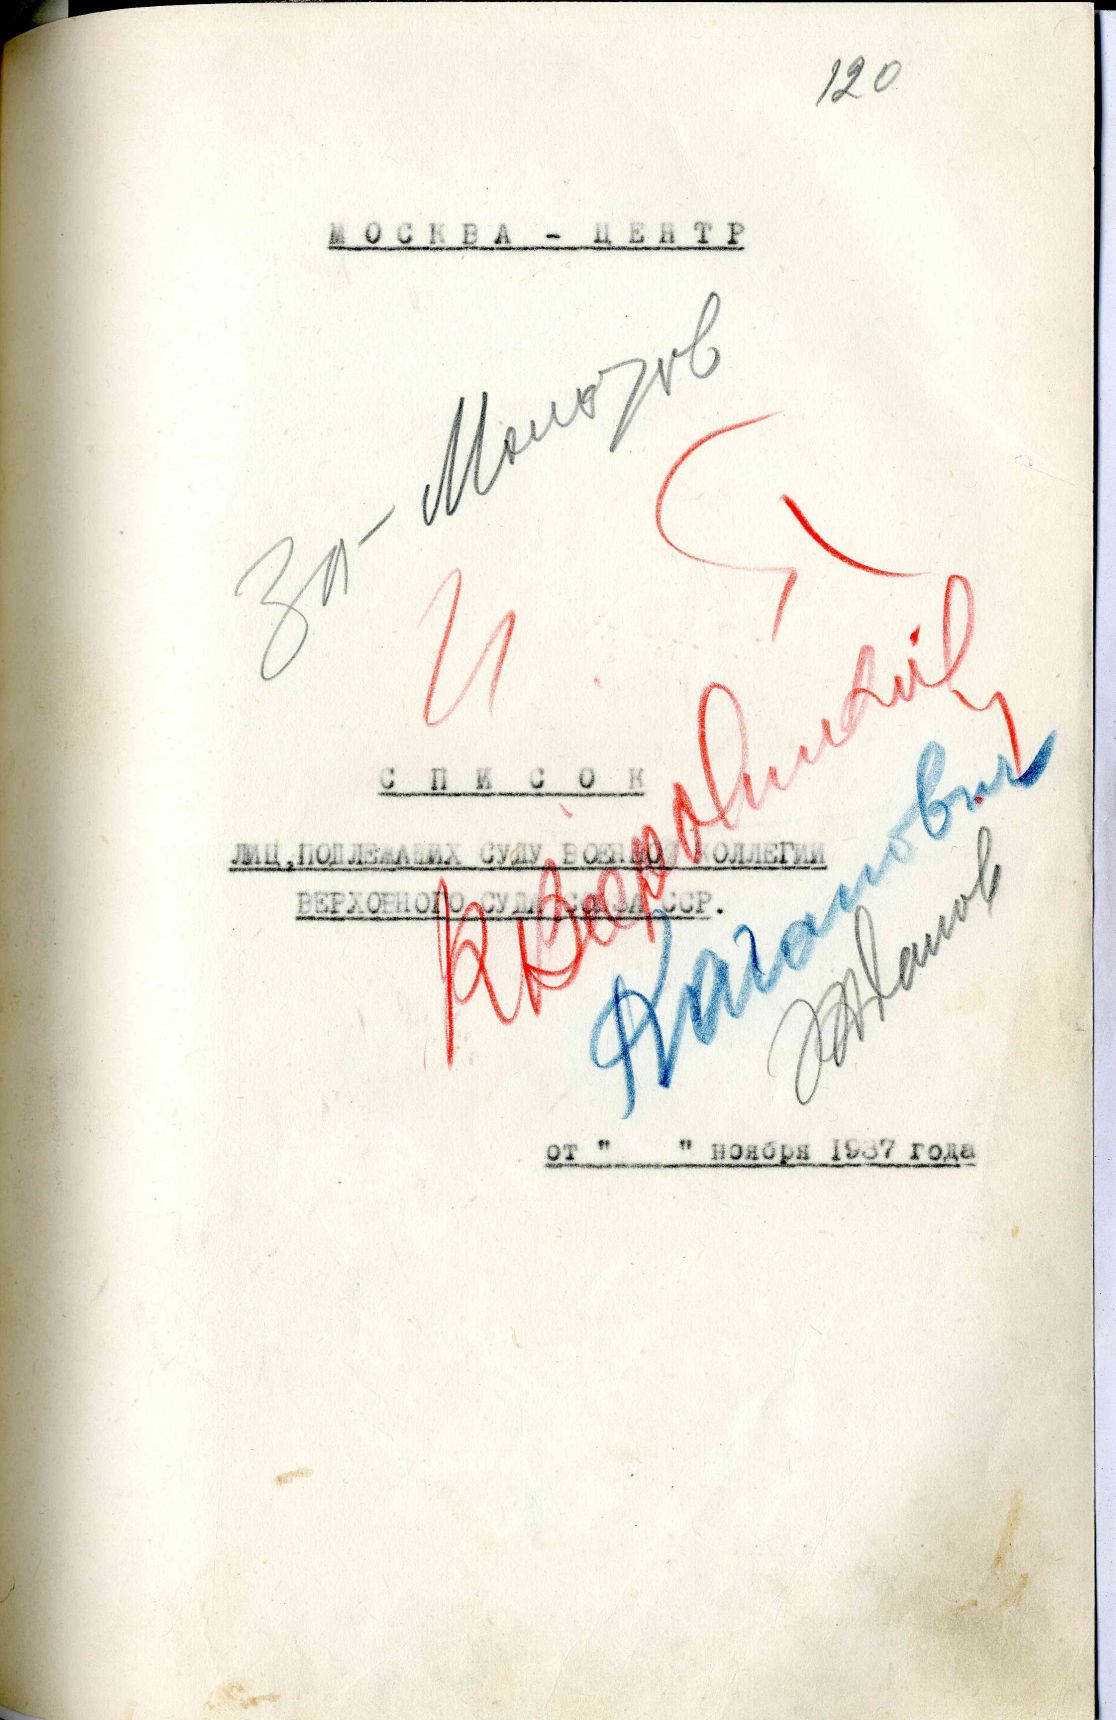 120
МОСКВА - ЦЕНТР
За - Молотов
И. Ст
СПИСОК
ЛИЦ, ПОДЛЕЖАЩИХ СУДУ ВОЕННОЙ КОЛЛЕГИИ
ВЕРХОВНОГО СУДА СОЮЗА ССР.
К Ворошилов
Каганович
Жданов
от " " ноября 1937 года